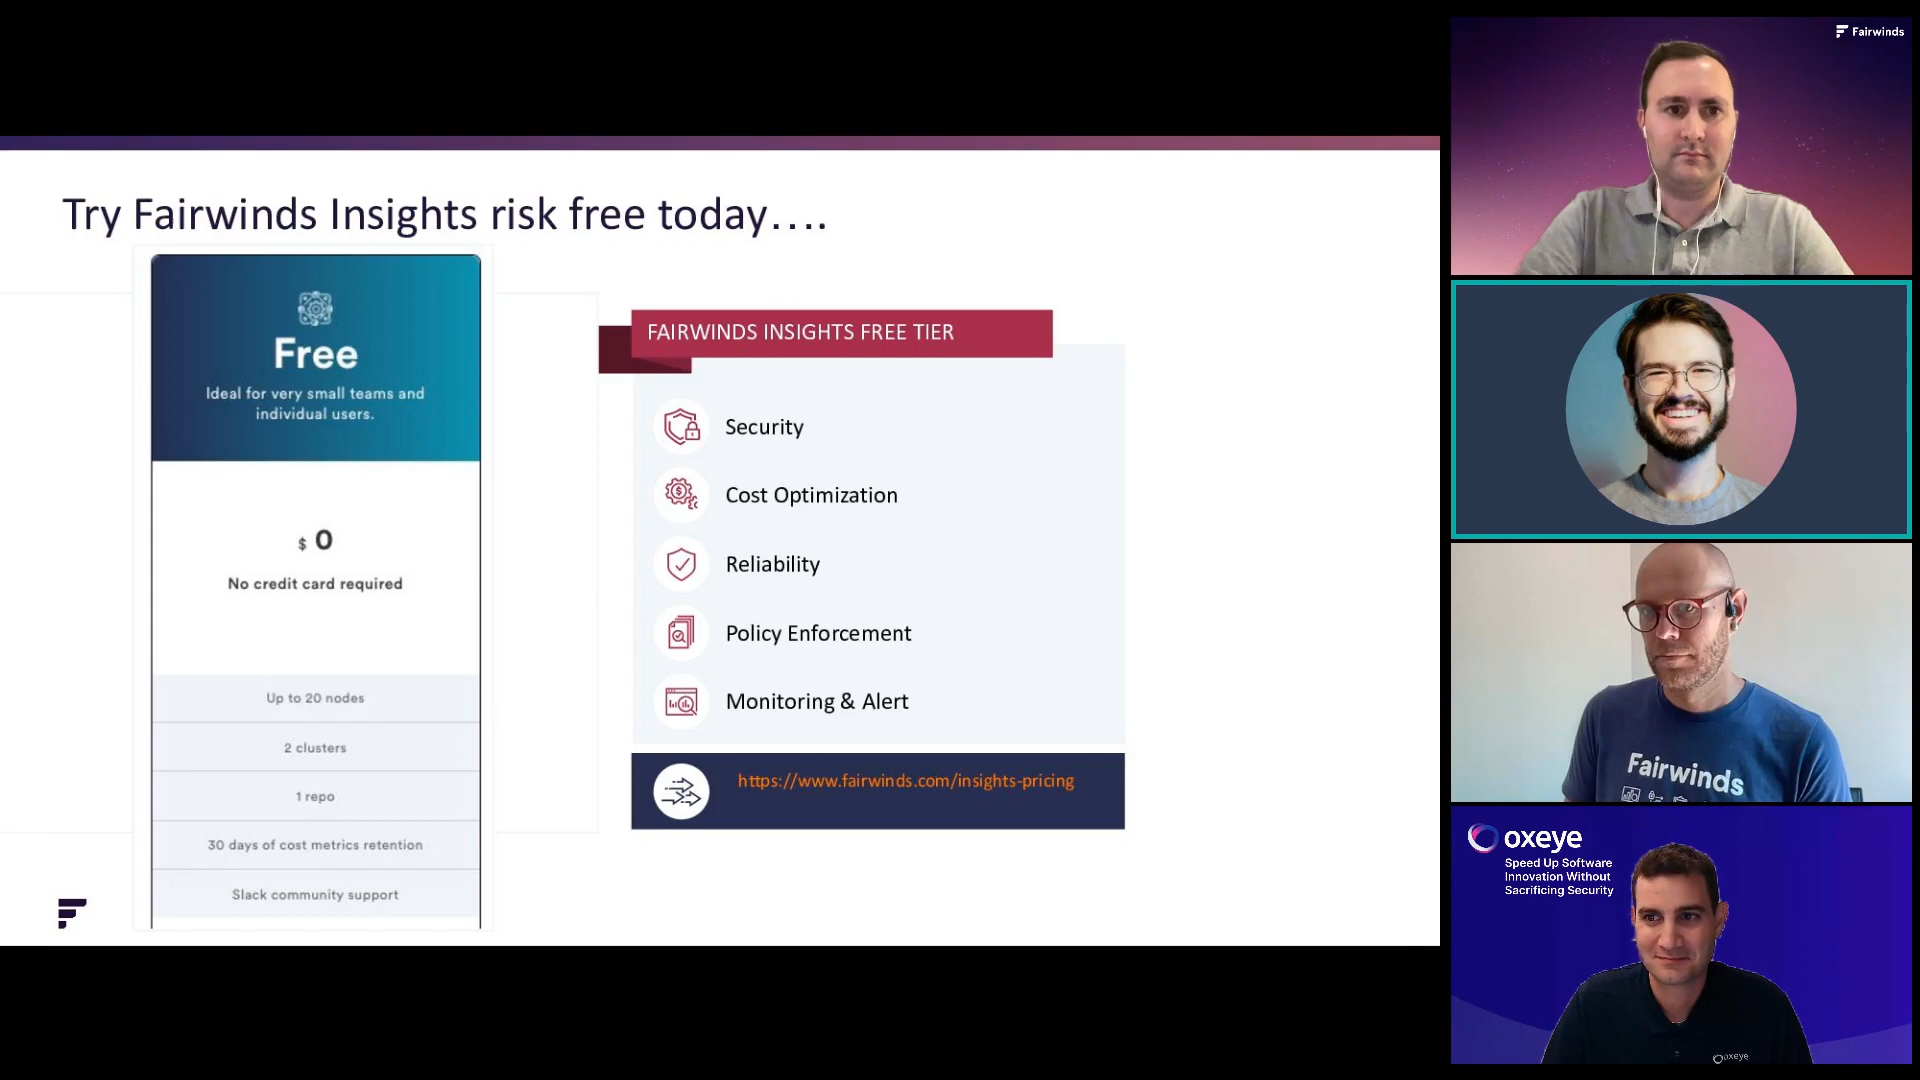 Try Fairwinds Insights risk free today....
Free
Ideal for very small teams and
individual users.
$ 0
No credit card required
Up to 20 nodes
2 clusters
1 repo
30 days of cost metrics retention
Slack community support
FAIRWINDS INSIGHTS FREE TIER
Security
Cost Optimization
Reliability
Policy Enforcement
Monitoring & Alert
https://www.fairwinds.com/insights-pricing
Fairwinds
Fairwinds
oxeye
Speed Up Software
Innovation Without
Sacrificing Security
oxeye